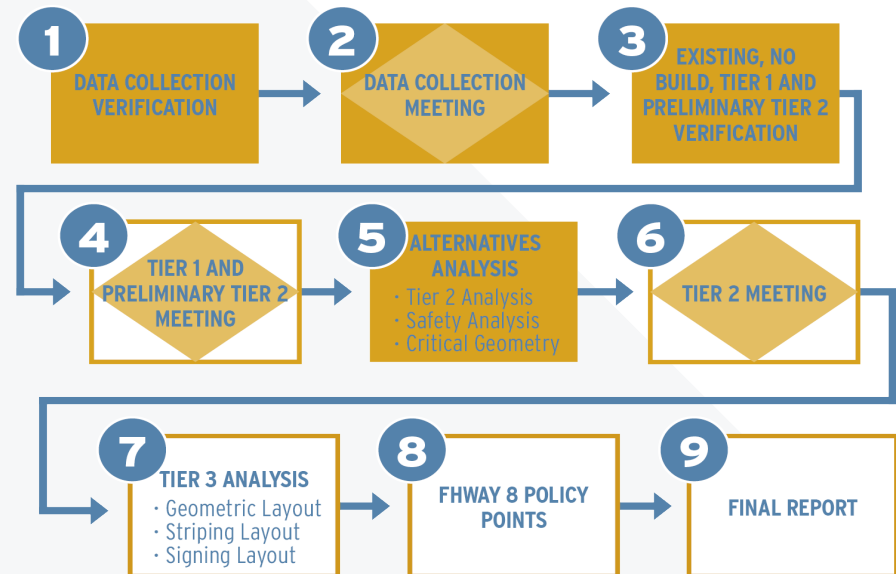 1
DATA COLLECTION
VERIFICATION
2
DATA COLLECTION
MEETING
3
EXISTING, NO
BUILD, TIER 1 AND
PRELIMINARY TIER 2
VERIFICATION
4
TIER 1 AND
PRELIMINARY TIER 2
MEETING
5
ALTERNATIVES
ANALYSIS
· Tier 2 Analysis
· Safety Analysis
· Critical Geometry
6
TIER 2 MEETING
7
TIER 3 ANALYSIS
· Geometric Layout
· Striping Layout
· Signing Layout
8
FHWAY 8 POLICY
POINTS
9
FINAL REPORT